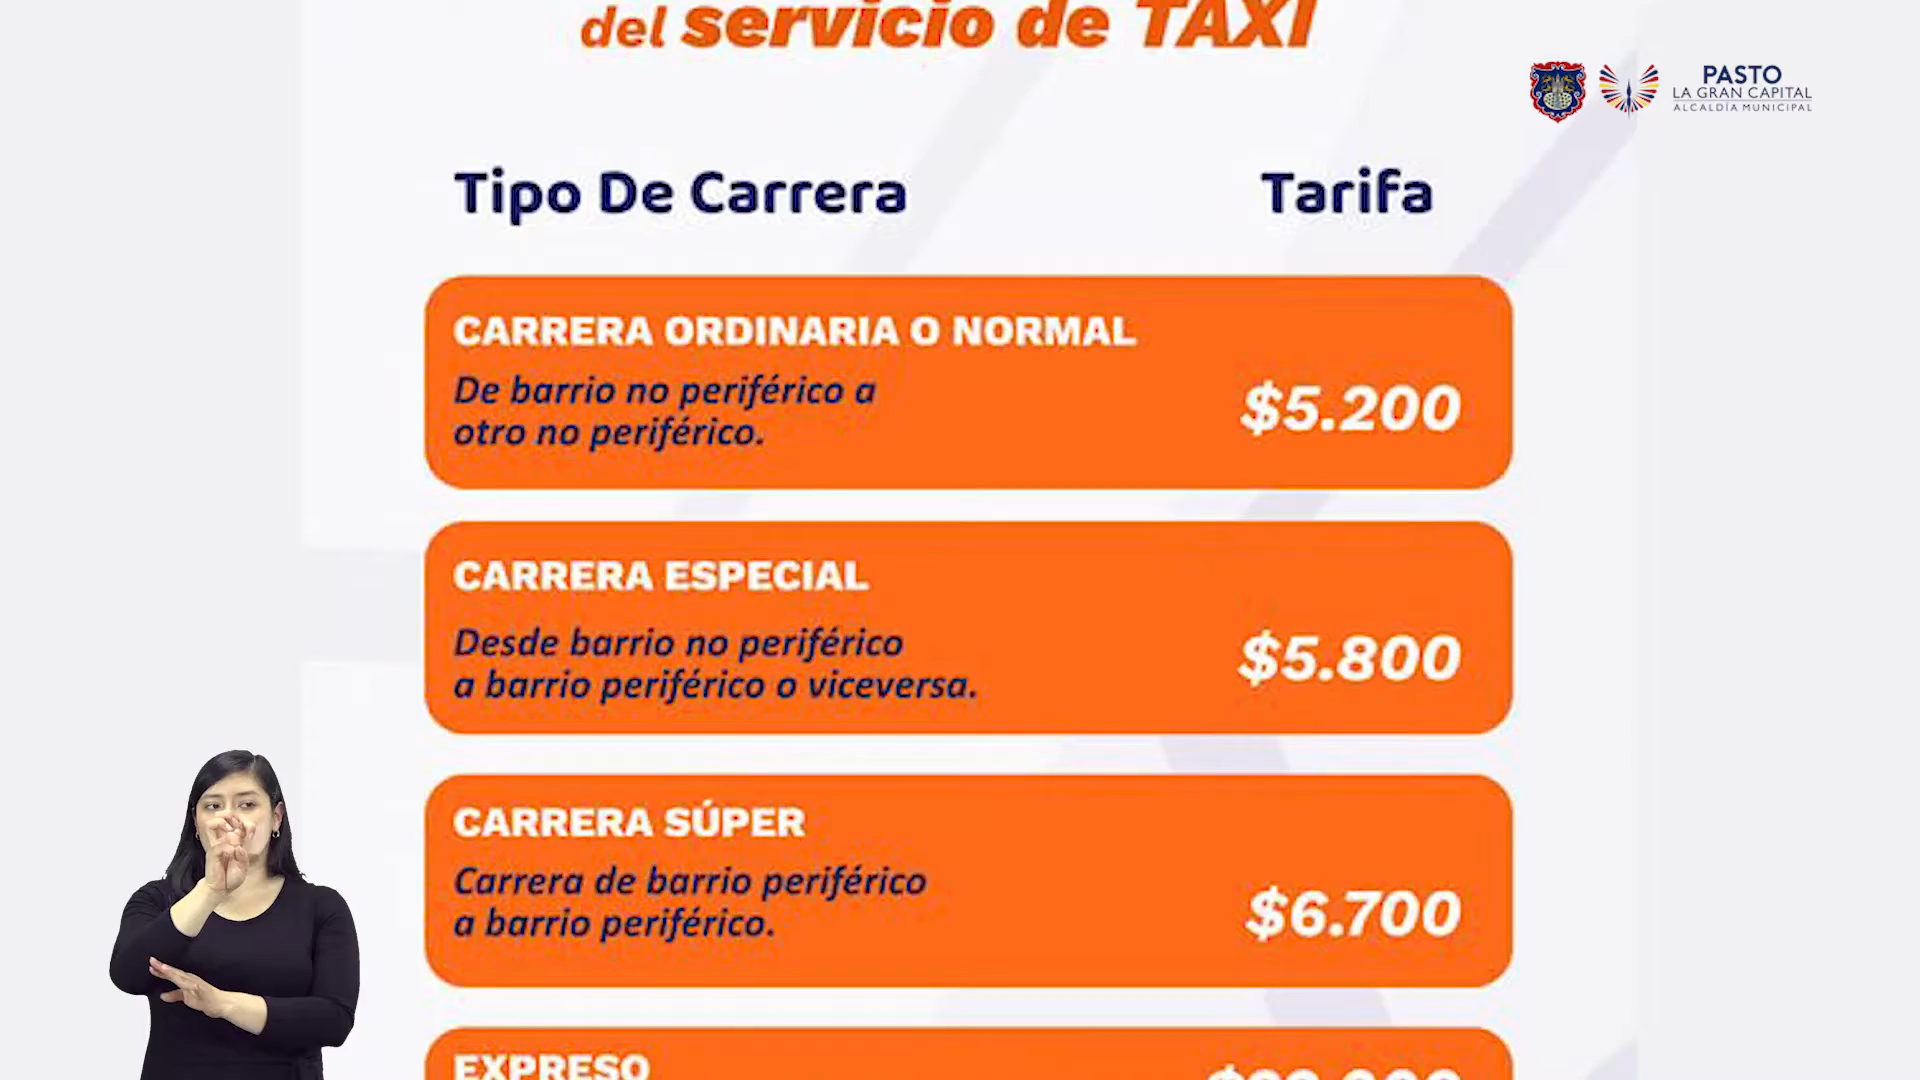 del servicio de TAXI
PASTO
LA GRAN CAPITAL
ALCALDÍA MUNICIPAL
Tipo De Carrera
Tarifa
CARRERA ORDINARIA O NORMAL
De barrio no periférico a
otro no periférico.
$5.200
CARRERA ESPECIAL
Desde barrio no periférico
a barrio periférico o viceversa.
$5.800
CARRERA SÚPER
Carrera de barrio periférico
a barrio periférico.
$6.700
EXPRESO